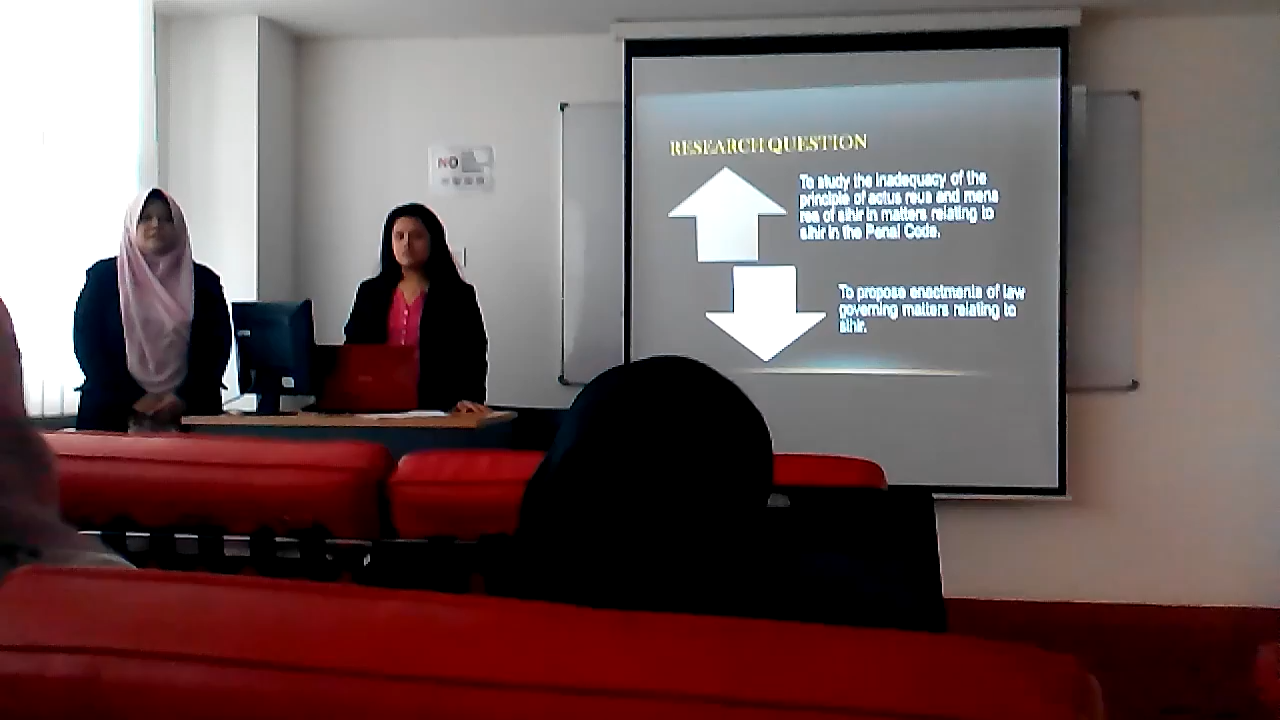 NO
RESEARCH QUESTION
To study the inadequacy of the
principle of actus reus and mens
rea of sihir in matters relating to
sihir in the Penal Code.
To propose enactments of law
governing matters relating to
sihir.